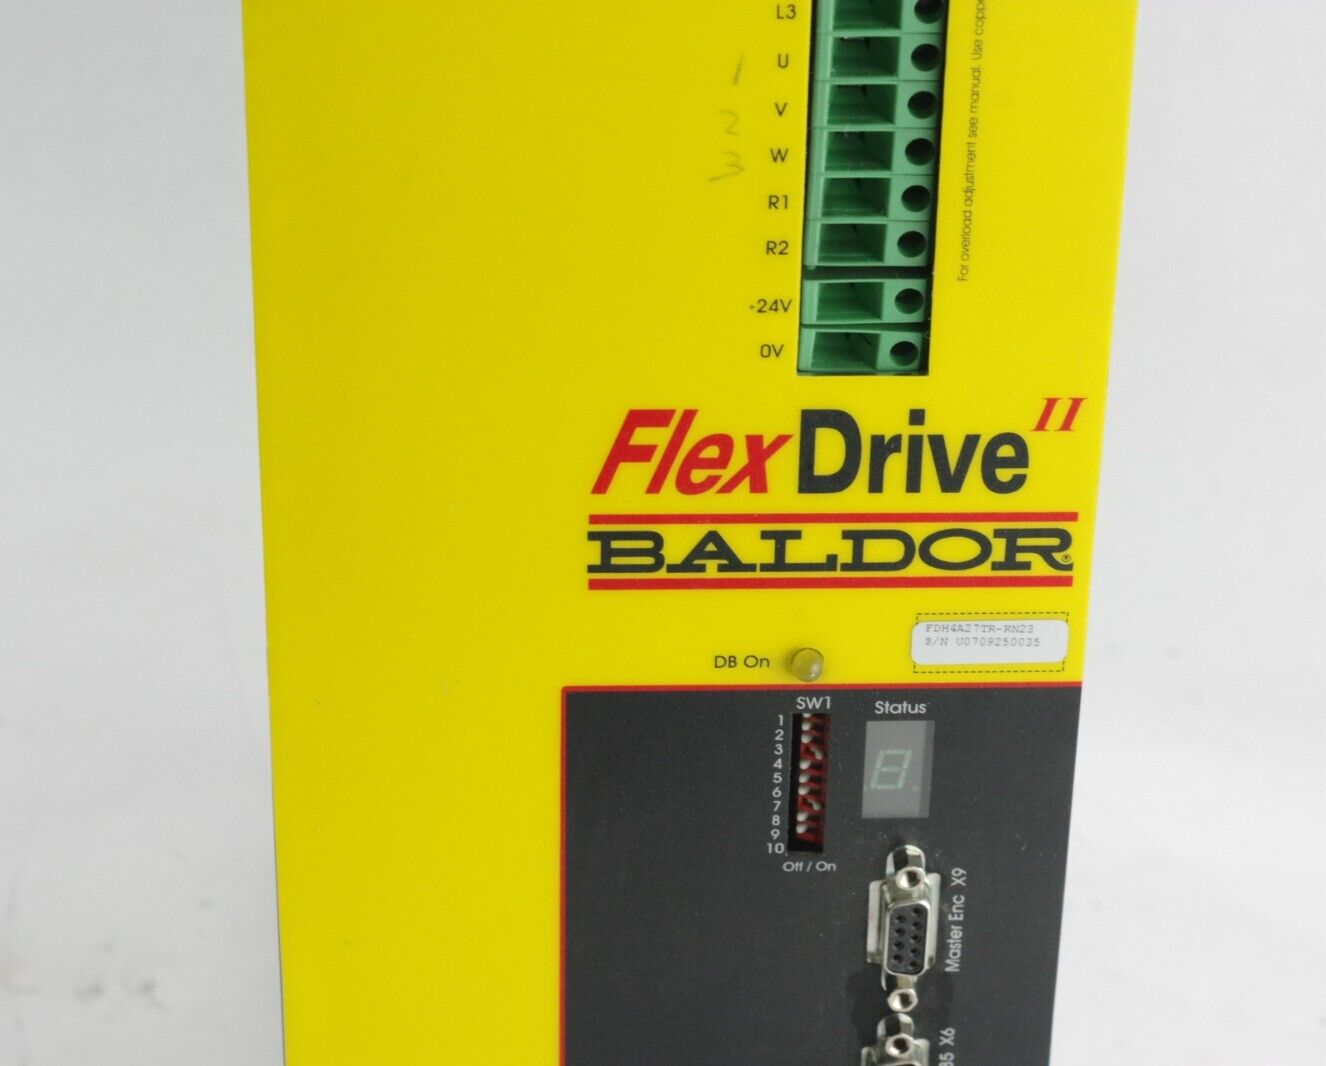 L3
U
1
V
2
W
3
R1
R2
+24V
0V
For overload adjustment see manual. Use
FlexDrive II
BALDOR®
FDH4A27TR-RN23
S/N U0709250035
DB On
SW1
Status
1
2
3
4
5
6
7
8
9
10
Off / On
Master Enc X9
X6